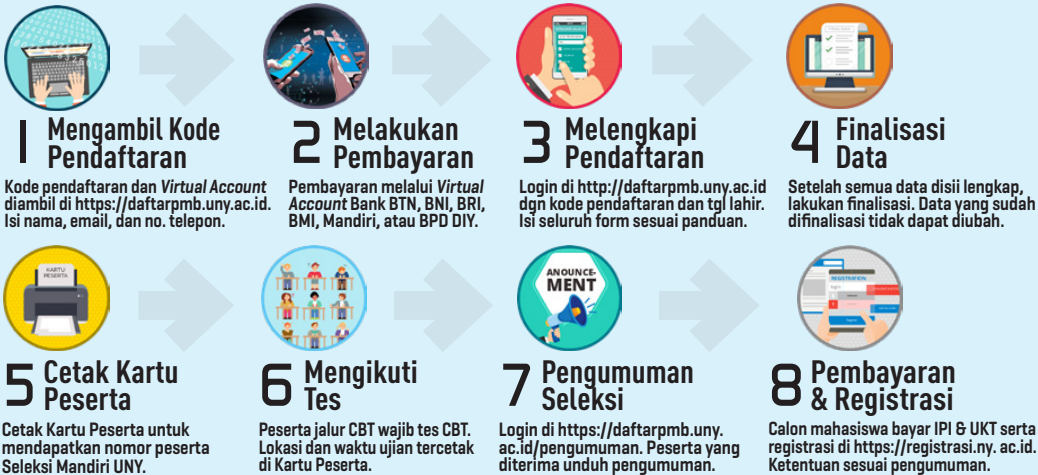 1 Mengambil Kode
Pendaftaran
Kode pendaftaran dan Virtual Account
diambil di https://daftarpmb.uny.ac.id.
Isi nama, email, dan no. telepon.
2 Melakukan
Pembayaran
Pembayaran melalui Virtual
Account Bank BTN, BNI, BRI,
BMI, Mandiri, atau BPD DIY.
3 Melengkapi
Pendaftaran
Login di http://daftarpmb.uny.ac.id
dgn kode pendaftaran dan tgl lahir.
Isi seluruh form sesuai panduan.
4 Finalisasi
Data
Setelah semua data disii lengkap,
lakukan finalisasi. Data yang sudah
difinalisasi tidak dapat diubah.
KARTU
PESERTA
5 Cetak Kartu
Peserta
Cetak Kartu Peserta untuk
mendapatkan nomor peserta
Seleksi Mandiri UNY.
6 Mengikuti
Tes
Peserta jalur CBT wajib tes CBT.
Lokasi dan waktu ujian tercetak
di Kartu Peserta.
ANOUNCE-
MENT
7 Pengumuman
Seleksi
Login di https://daftarpmb.uny.
ac.id/pengumuman. Peserta yang
diterima unduh pengumuman.
REGISTRATION
8 Pembayaran
& Registrasi
Calon mahasiswa bayar IPI & UKT serta
registrasi di https://registrasi.ny. ac.id.
Ketentuan sesuai pengumuman.